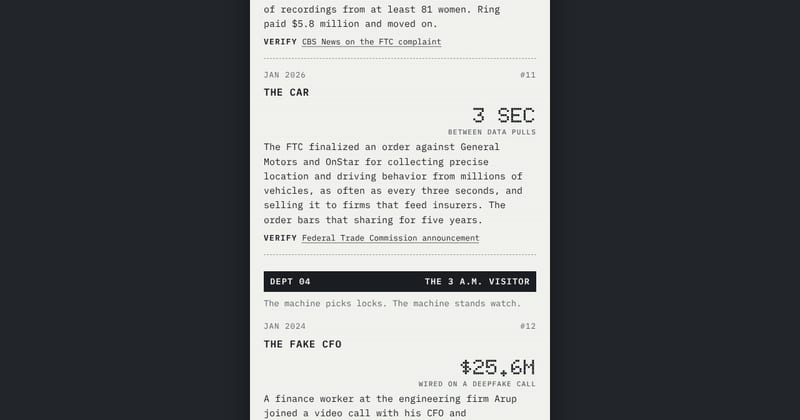 of recordings from at least 81 women. Ring
paid $5.8 million and moved on.
VERIFY CBS News on the FTC complaint
JAN 2026 #11
THE CAR
3 SEC
BETWEEN DATA PULLS
The FTC finalized an order against General
Motors and OnStar for collecting precise
location and driving behavior from millions of
vehicles, as often as every three seconds, and
selling it to firms that feed insurers. The
order bars that sharing for five years.
VERIFY Federal Trade Commission announcement
DEPT 04 THE 3 A.M. VISITOR
The machine picks locks. The machine stands watch.
JAN 2024 #12
THE FAKE CFO
$25.6M
WIRED ON A DEEPFAKE CALL
A finance worker at the engineering firm Arup
joined a video call with his CFO and